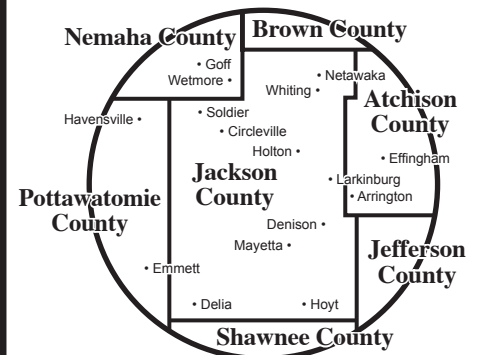 Nemaha County
Brown County
Goff
Wetmore
Netawaka
Whiting
Atchison
County
Havensville
Soldier
Circleville
Holton
Effingham
Jackson
County
Larkinburg
Arrington
Pottawatomie
County
Denison
Mayetta
Jefferson
County
Emmett
Delia
Hoyt
Shawnee County